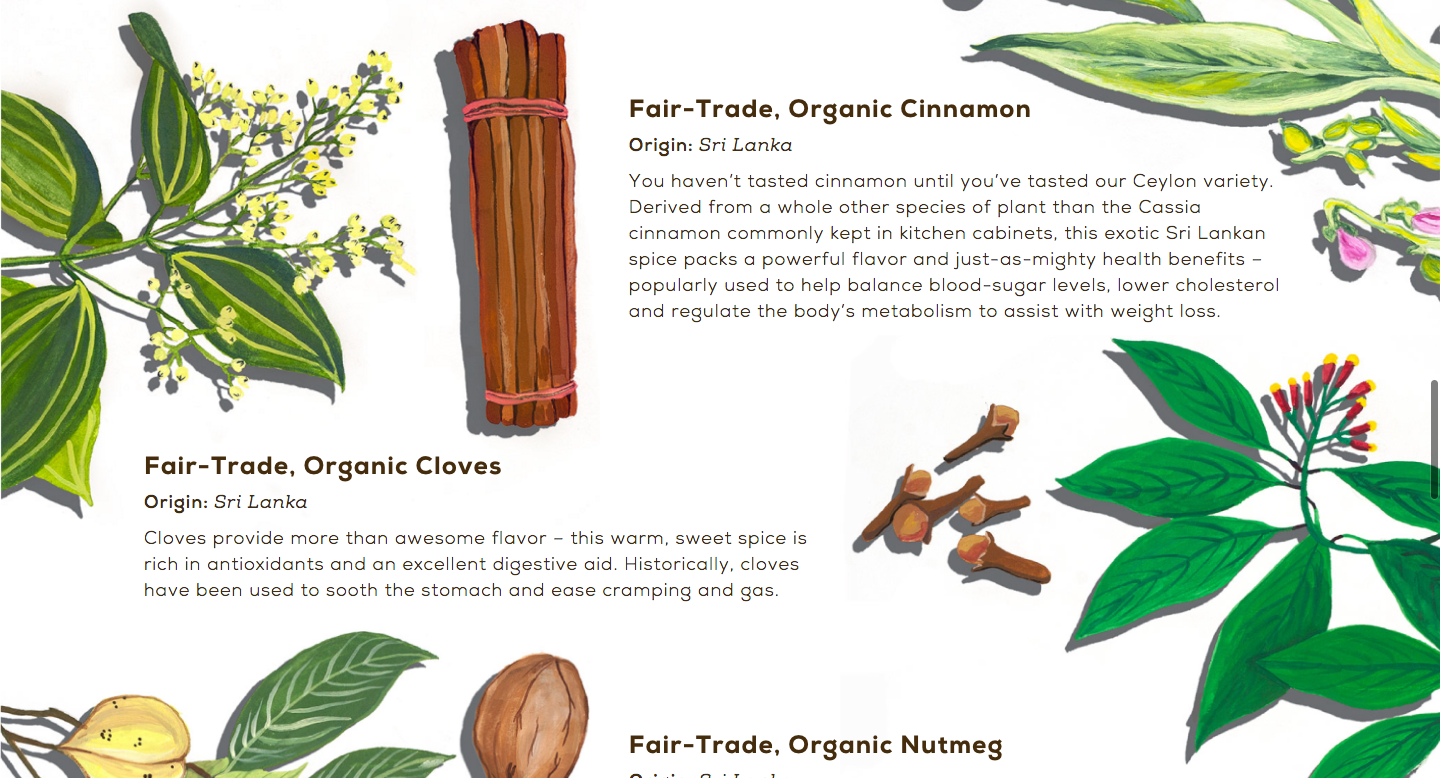 Fair-Trade, Organic Cinnamon
Origin: Sri Lanka
You haven’t tasted cinnamon until you’ve tasted our Ceylon variety.
Derived from a whole other species of plant than the Cassia
cinnamon commonly kept in kitchen cabinets, this exotic Sri Lankan
spice packs a powerful flavor and just-as-mighty health benefits –
popularly used to help balance blood-sugar levels, lower cholesterol
and regulate the body’s metabolism to assist with weight loss.
Fair-Trade, Organic Cloves
Origin: Sri Lanka
Cloves provide more than awesome flavor – this warm, sweet spice is
rich in antioxidants and an excellent digestive aid. Historically, cloves
have been used to sooth the stomach and ease cramping and gas.
Fair-Trade, Organic Nutmeg